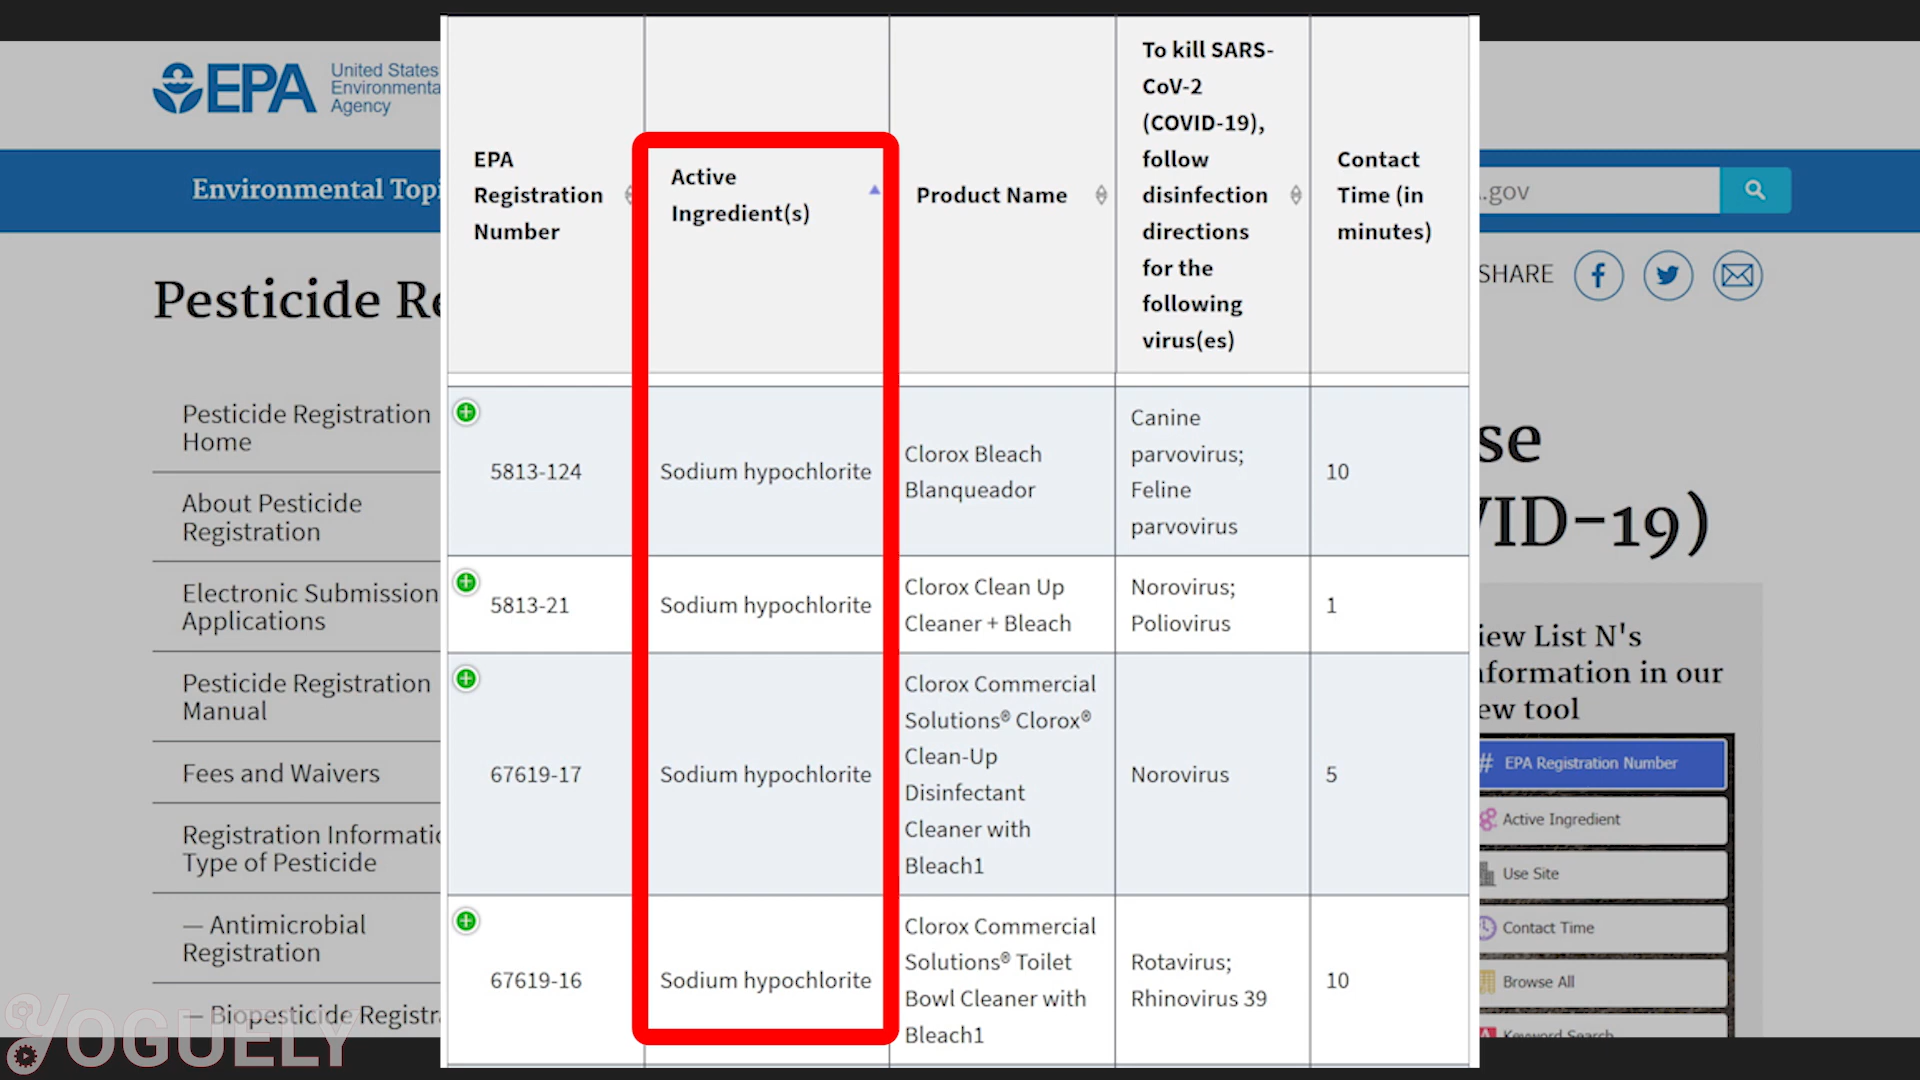 EPA
United States
Environmenta
Agency
Environmental Topi
.gov
Pesticide Re
SHARE
Pesticide Registration
Home
About Pesticide
Registration
Electronic Submission
Applications
Pesticide Registration
Manual
Fees and Waivers
Registration Informatio
Type of Pesticide
— Antimicrobial
Registration
— Biopesticide Registra
EPA
Registration
Number
Active
Ingredient(s)
Product Name
To kill SARS-
CoV-2
(COVID-19),
follow
disinfection
directions
for the
following
virus(es)
Contact
Time (in
minutes)
5813-124
Sodium hypochlorite
Clorox Bleach
Blanqueador
Canine
parvovirus;
Feline
parvovirus
10
5813-21
Sodium hypochlorite
Clorox Clean Up
Cleaner + Bleach
Norovirus;
Poliovirus
1
67619-17
Sodium hypochlorite
Clorox Commercial
Solutions® Clorox®
Clean-Up
Disinfectant
Cleaner with
Bleach1
Norovirus
5
67619-16
Sodium hypochlorite
Clorox Commercial
Solutions® Toilet
Bowl Cleaner with
Bleach1
Rotavirus;
Rhinovirus 39
10
se
VID-19)
iew List N's
nformation in our
ew tool
# EPA Registration Number
Active Ingredient
Use Site
Contact Time
Browse All
Keyword Search
YOGUELY